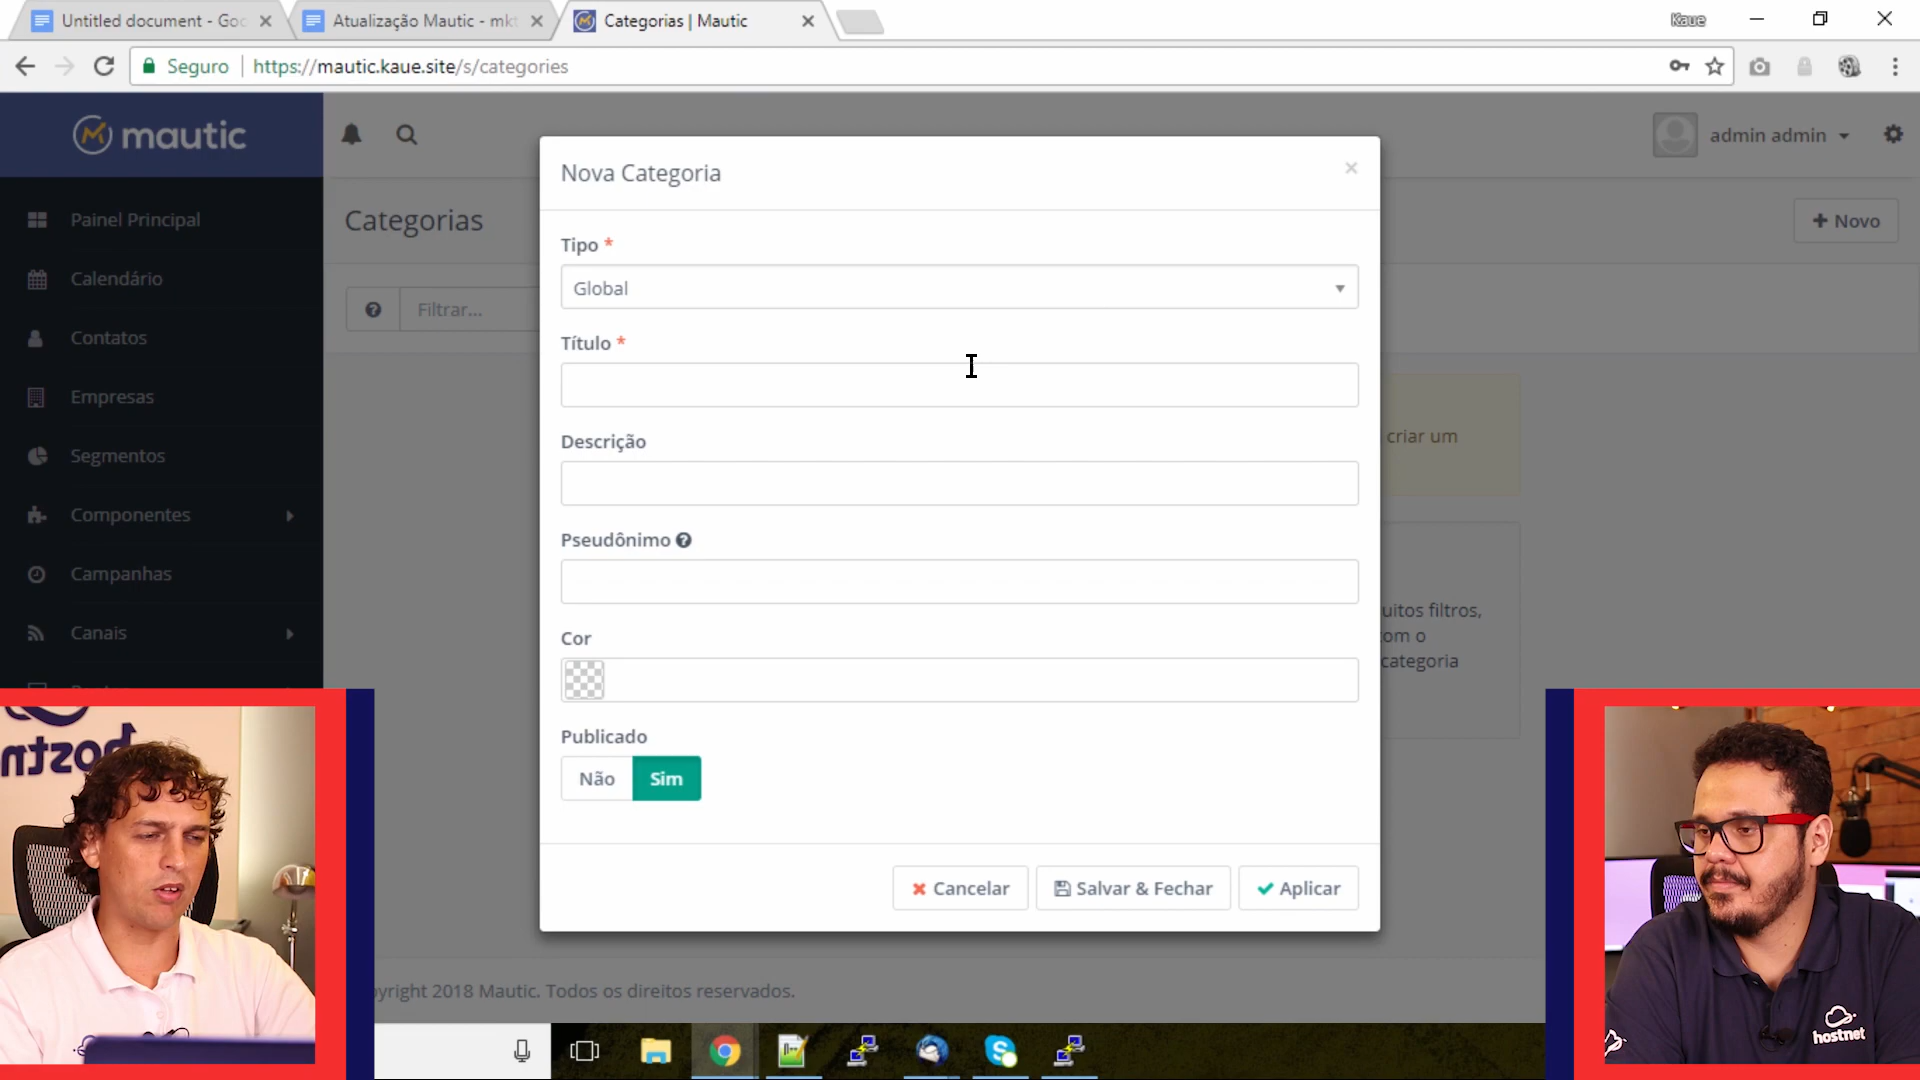 Untitled document - Goo
Atualização Mautic - mkt
Categorias | Mautic
Kaue
Seguro
https://mautic.kaue.site/s/categories
mautic
admin admin
Painel Principal
Calendário
Contatos
Empresas
Segmentos
Componentes
Campanhas
Canais
Categorias
+ Novo
Filtrar...
criar um
uitos filtros,
om o
categoria
Nova Categoria
Tipo *
Global
Título *
Descrição
Pseudônimo
Cor
Publicado
Não
Sim
Cancelar
Salvar & Fechar
Aplicar
yright 2018 Mautic. Todos os direitos reservados.
hostn
hostnet